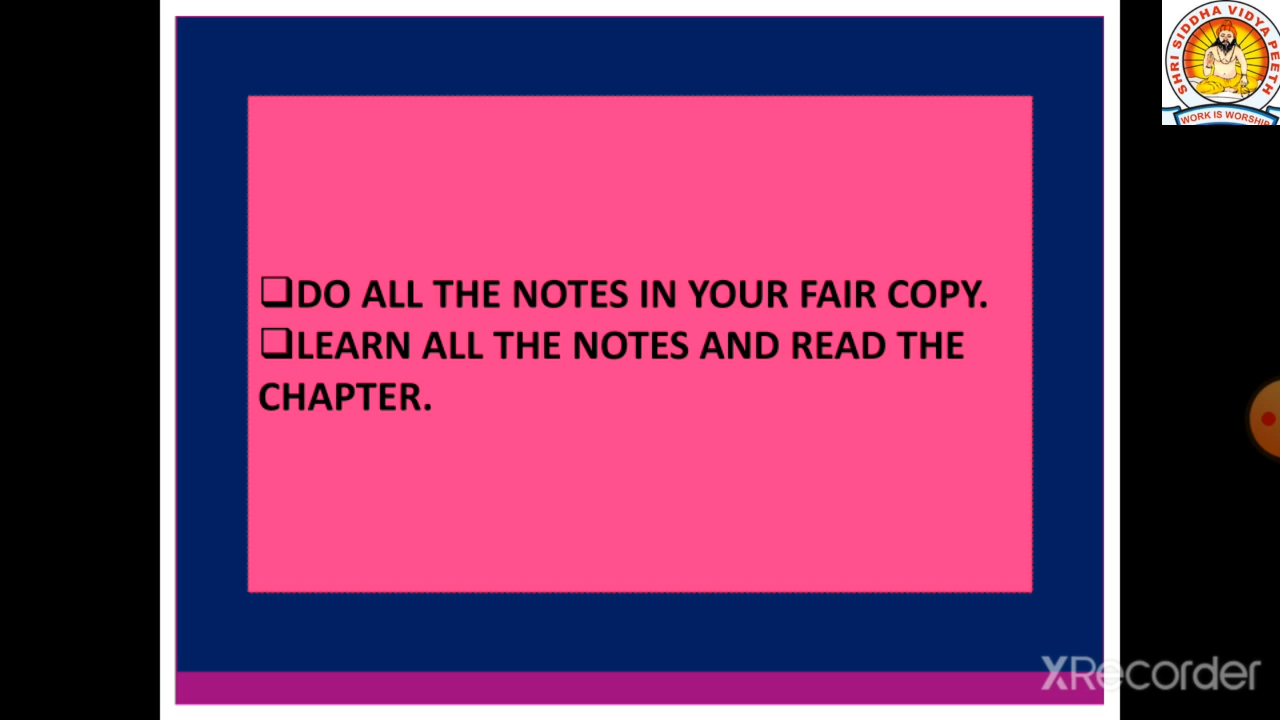 SHRI SIDDHA VIDYA PEETH
WORK IS WORSHIP
❑DO ALL THE NOTES IN YOUR FAIR COPY.
❑LEARN ALL THE NOTES AND READ THE
CHAPTER.
XRecorder